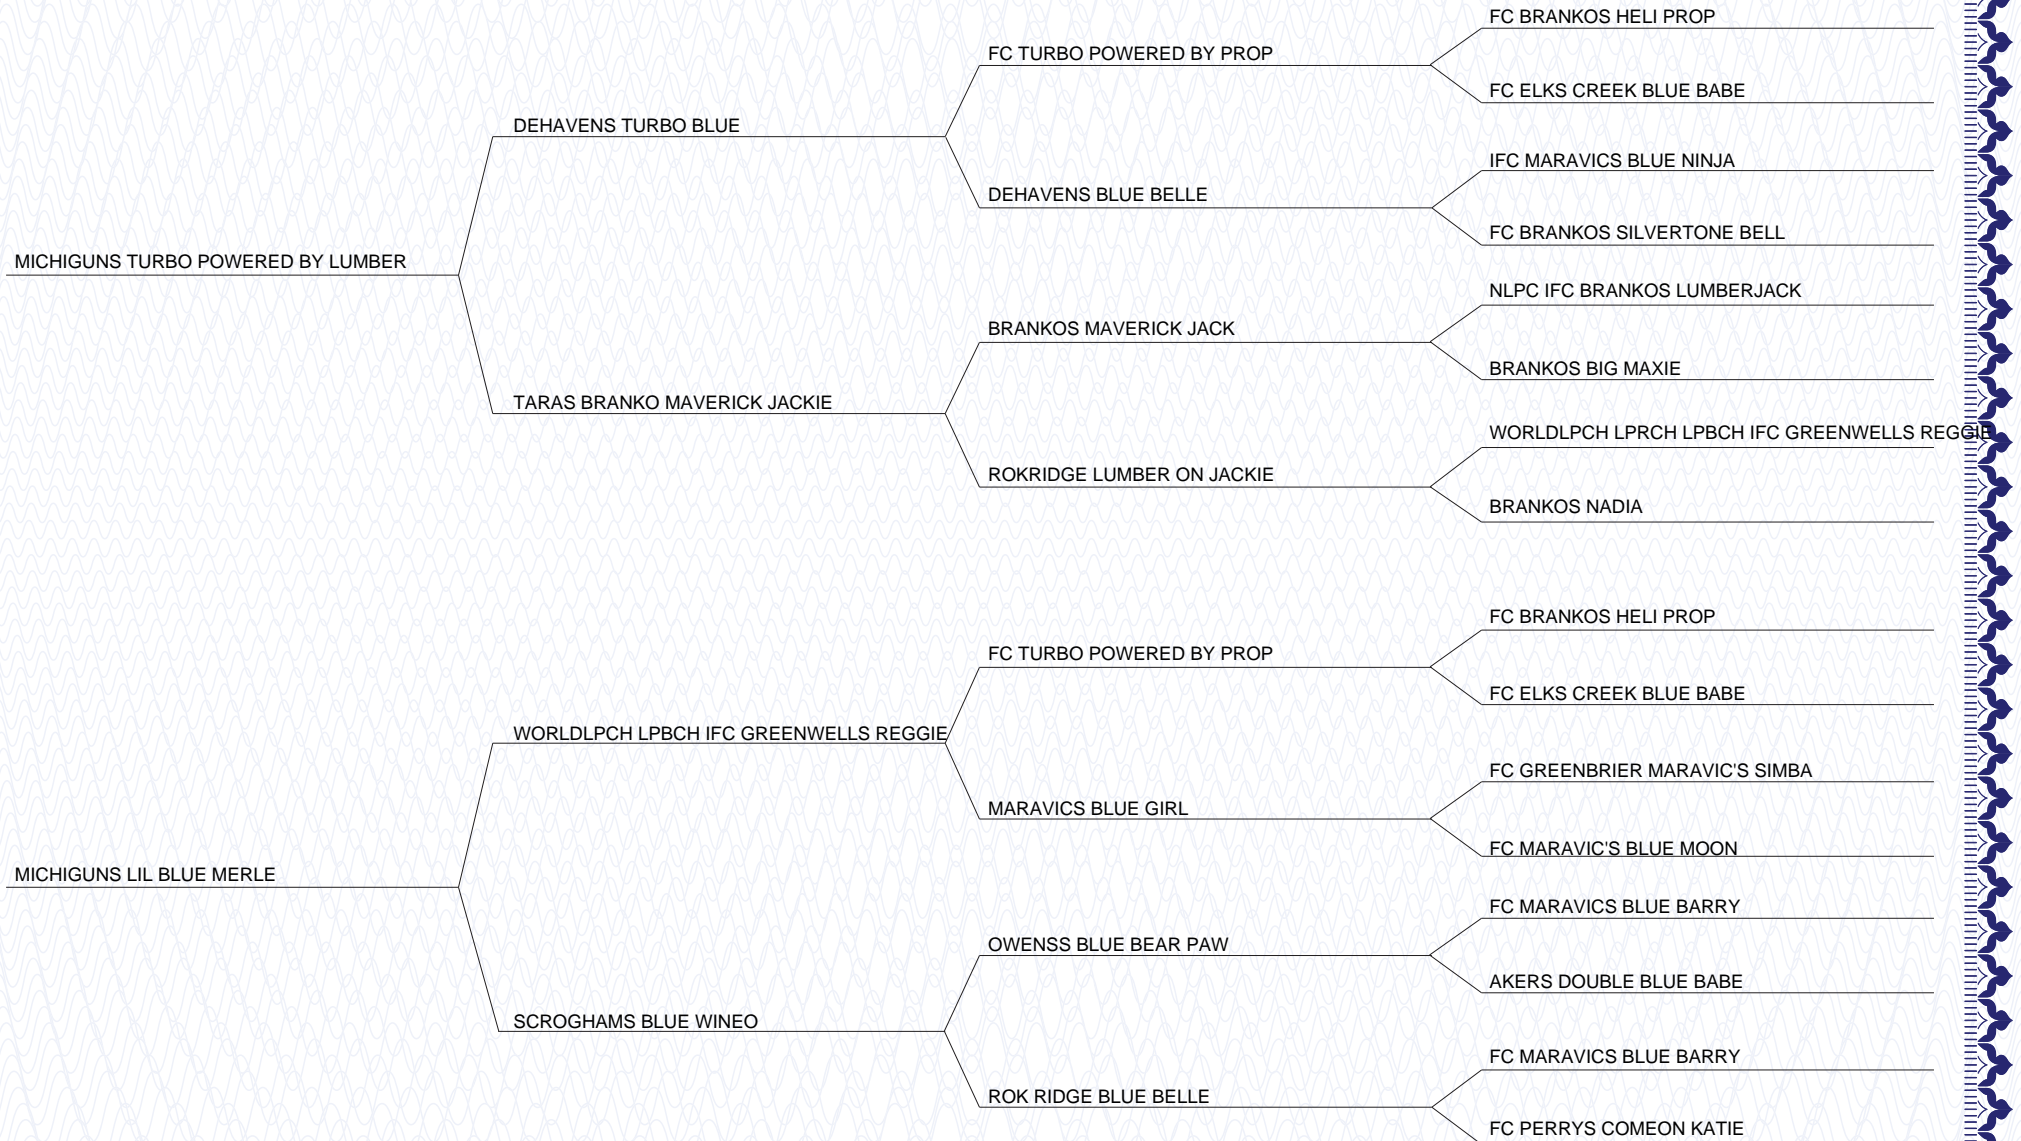 FC BRANKOS HELI PROP
FC TURBO POWERED BY PROP
FC ELKS CREEK BLUE BABE
DEHAVENS TURBO BLUE
IFC MARAVICS BLUE NINJA
DEHAVENS BLUE BELLE
FC BRANKOS SILVERTONE BELL
MICHIGUNS TURBO POWERED BY LUMBER
NLPC IFC BRANKOS LUMBERJACK
BRANKOS MAVERICK JACK
BRANKOS BIG MAXIE
TARAS BRANKO MAVERICK JACKIE
WORLDLPCH LPRCH LPBCH IFC GREENWELLS REGGIE
ROKRIDGE LUMBER ON JACKIE
BRANKOS NADIA
FC BRANKOS HELI PROP
FC TURBO POWERED BY PROP
FC ELKS CREEK BLUE BABE
WORLDLPCH LPBCH IFC GREENWELLS REGGIE
FC GREENBRIER MARAVIC'S SIMBA
MARAVICS BLUE GIRL
FC MARAVIC'S BLUE MOON
MICHIGUNS LIL BLUE MERLE
FC MARAVICS BLUE BARRY
OWENSS BLUE BEAR PAW
AKERS DOUBLE BLUE BABE
SCROGHAMS BLUE WINEO
FC MARAVICS BLUE BARRY
ROK RIDGE BLUE BELLE
FC PERRYS COMEON KATIE